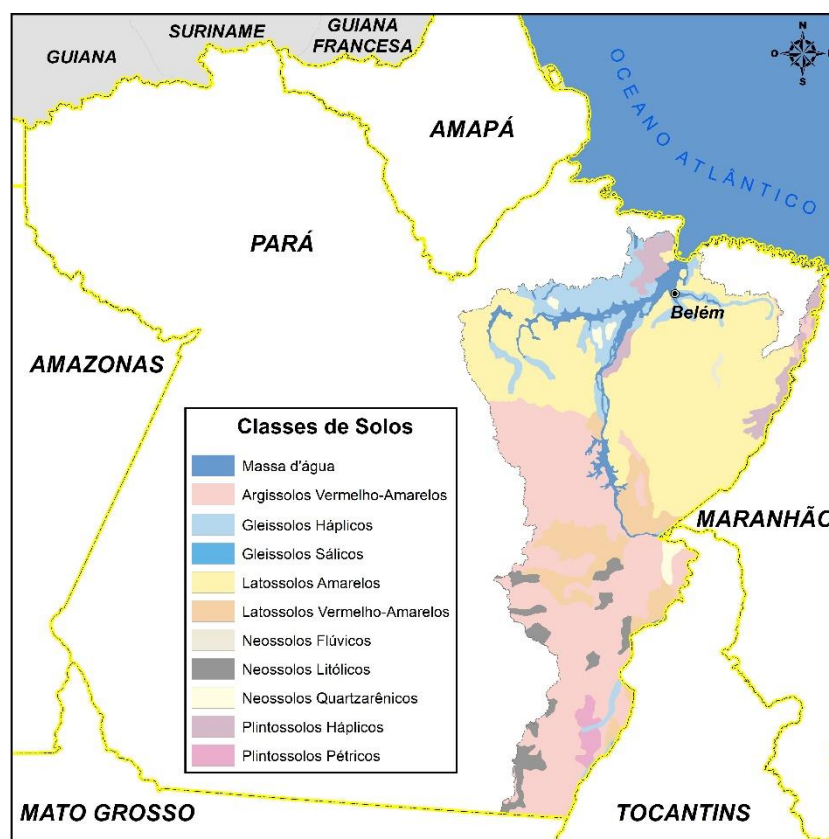 GUIANA
SURINAME
GUIANA
FRANCESA
N
O
S
OCEANO ATLÂNTICO
AMAPÁ
PARÁ
Belém
AMAZONAS
MARANHÃO
Classes de Solos
Massa d'água
Argissolos Vermelho-Amarelos
Gleissolos Háplicos
Gleissolos Sálicos
Latossolos Amarelos
Latossolos Vermelho-Amarelos
Neossolos Flúvicos
Neossolos Litólicos
Neossolos Quartzarênicos
Plintossolos Háplicos
Plintossolos Pétricos
MATO GROSSO
TOCANTINS